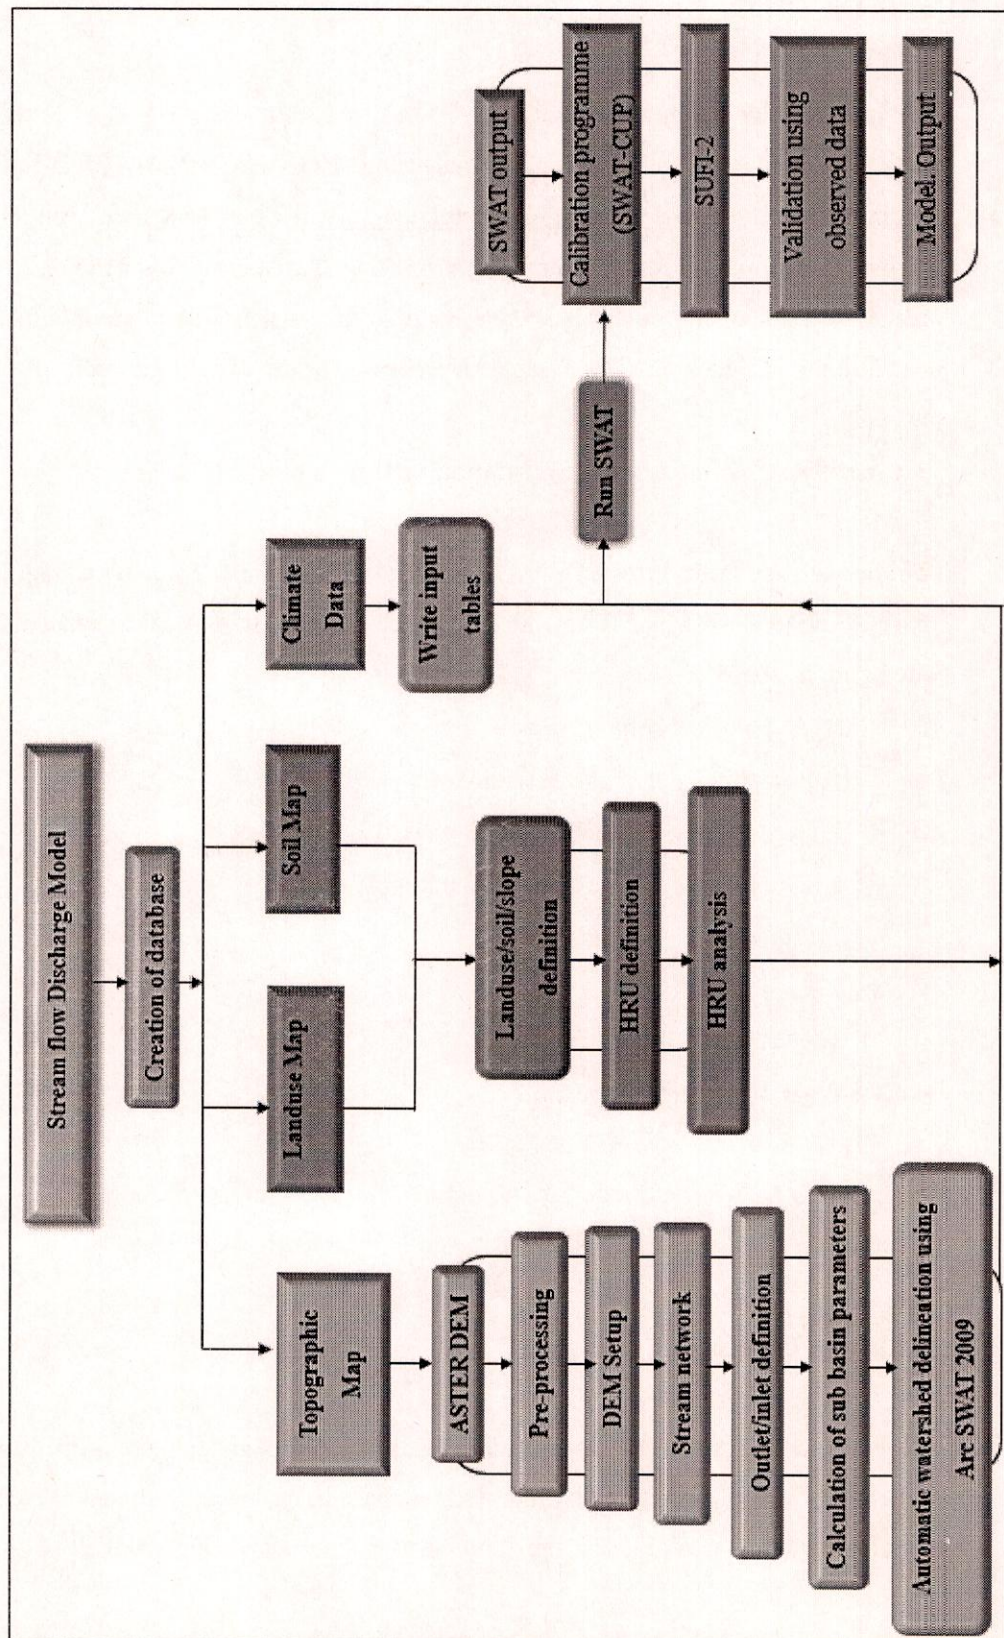 Stream flow Discharge Model
Creation of database
Topographic
Map
Landuse Map
Soil Map
Climate
Data
ASTER DEM
Pre-processing
DEM Setup
Stream network
Outlet/inlet definition
Calculation of sub basin parameters
Automatic watershed delineation using
Arc SWAT 2009
Landuse/soil/slope
definition
HRU definition
HRU analysis
Write input
tables
Run SWAT
SWAT output
Calibration programme
(SWAT-CUP)
SUFI-2
Validation using
observed data
Model. Output